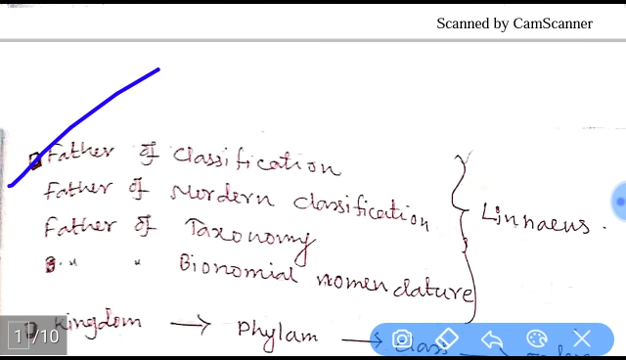 Scanned by CamScanner
Father of Classification
Father of Mordern classification
Father of Taxonomy
" " Bionomial nomenclature
Linnaeus.
Kingdom → Phylam → Class →
1/10